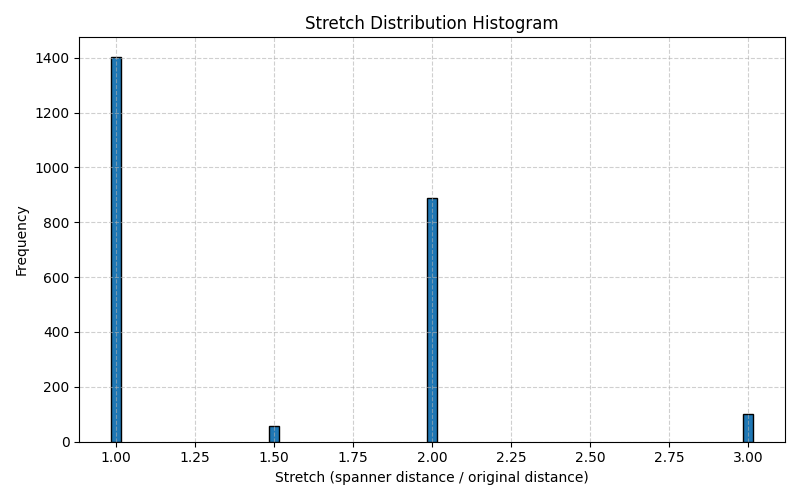 Stretch Distribution Histogram
1400
1200
1000
800
600
400
200
0
Frequency
1.00 1.25 1.50 1.75 2.00 2.25 2.50 2.75 3.00
Stretch (spanner distance / original distance)